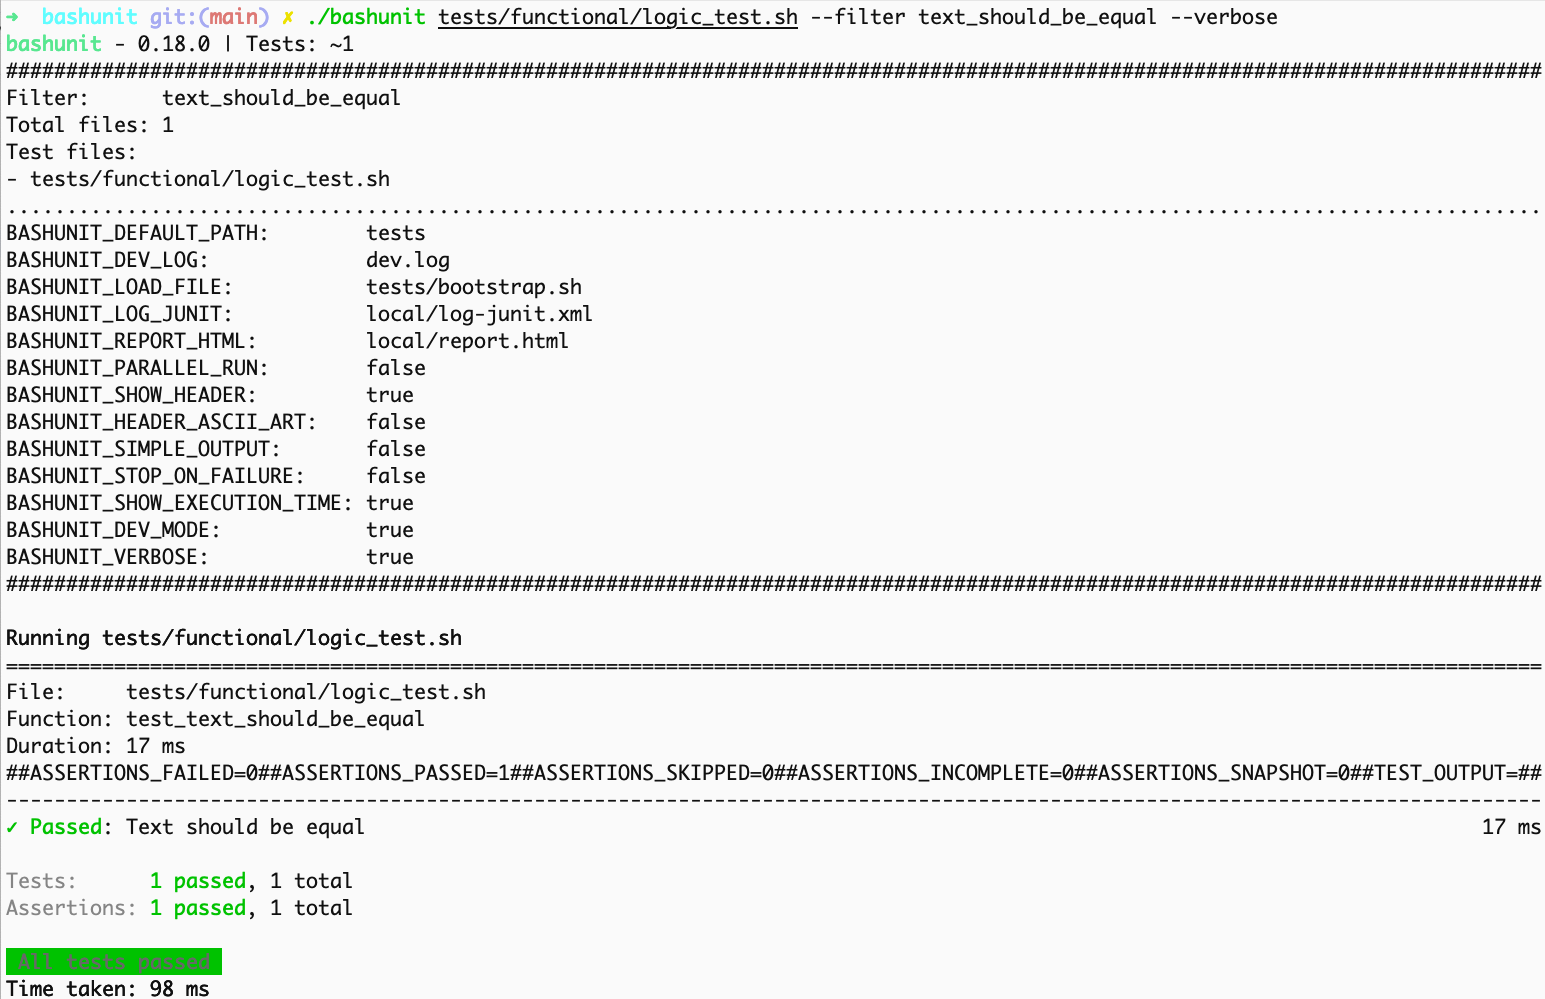 ➜  bashunit git:(main) ✗ ./bashunit tests/functional/logic_test.sh --filter text_should_be_equal --verbose
bashunit - 0.18.0 | Tests: ~1
################################################################################################################################
Filter:      text_should_be_equal
Total files: 1
Test files:
- tests/functional/logic_test.sh
................................................................................................................................
BASHUNIT_DEFAULT_PATH:        tests
BASHUNIT_DEV_LOG:             dev.log
BASHUNIT_LOAD_FILE:           tests/bootstrap.sh
BASHUNIT_LOG_JUNIT:           local/log-junit.xml
BASHUNIT_REPORT_HTML:         local/report.html
BASHUNIT_PARALLEL_RUN:        false
BASHUNIT_SHOW_HEADER:         true
BASHUNIT_HEADER_ASCII_ART:    false
BASHUNIT_SIMPLE_OUTPUT:       false
BASHUNIT_STOP_ON_FAILURE:     false
BASHUNIT_SHOW_EXECUTION_TIME: true
BASHUNIT_DEV_MODE:            true
BASHUNIT_VERBOSE:             true
################################################################################################################################
Running tests/functional/logic_test.sh
================================================================================================================================
File:     tests/functional/logic_test.sh
Function: test_text_should_be_equal
Duration: 17 ms
##ASSERTIONS_FAILED=0##ASSERTIONS_PASSED=1##ASSERTIONS_SKIPPED=0##ASSERTIONS_INCOMPLETE=0##ASSERTIONS_SNAPSHOT=0##TEST_OUTPUT=##
--------------------------------------------------------------------------------------------------------------------------------
✓ Passed: Text should be equal 17 ms
Tests:      1 passed, 1 total
Assertions: 1 passed, 1 total
All tests passed
Time taken: 98 ms